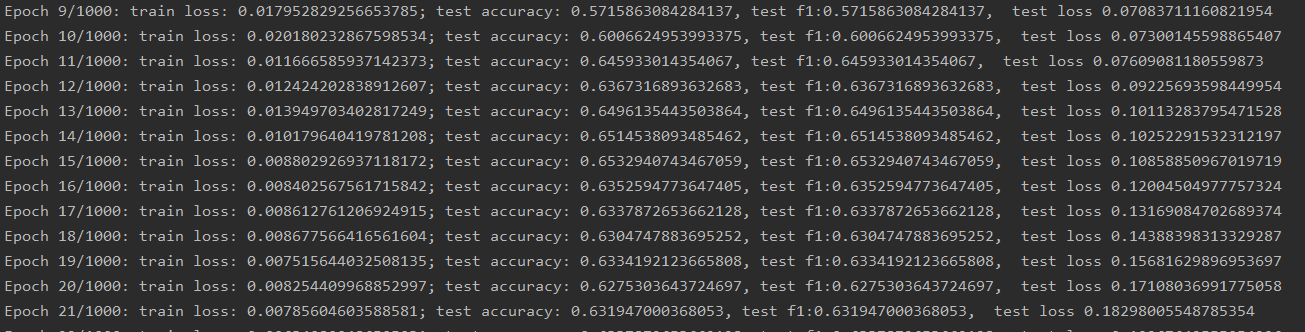 Epoch 9/1000: train loss: 0.017952829256653785; test accuracy: 0.5715863084284137, test f1:0.5715863084284137,  test loss 0.07083711160821954
Epoch 10/1000: train loss: 0.020180232867598534; test accuracy: 0.6006624953993375, test f1:0.6006624953993375,  test loss 0.07300145598865407
Epoch 11/1000: train loss: 0.011666585937142373; test accuracy: 0.645933014354067, test f1:0.645933014354067,  test loss 0.07609081180559873
Epoch 12/1000: train loss: 0.012424202838912607; test accuracy: 0.6367316893632683, test f1:0.6367316893632683,  test loss 0.09225693598449954
Epoch 13/1000: train loss: 0.013949703402817249; test accuracy: 0.6496135443503864, test f1:0.6496135443503864,  test loss 0.10113283795471528
Epoch 14/1000: train loss: 0.010179640419781208; test accuracy: 0.6514538093485462, test f1:0.6514538093485462,  test loss 0.10252291532312197
Epoch 15/1000: train loss: 0.008802926937118172; test accuracy: 0.6532940743467059, test f1:0.6532940743467059,  test loss 0.10858850967019719
Epoch 16/1000: train loss: 0.008402567561715842; test accuracy: 0.6352594773647405, test f1:0.6352594773647405,  test loss 0.12004504977757324
Epoch 17/1000: train loss: 0.008612761206924915; test accuracy: 0.6337872653662128, test f1:0.6337872653662128,  test loss 0.13169084702689374
Epoch 18/1000: train loss: 0.008677566416561604; test accuracy: 0.6304747883695252, test f1:0.6304747883695252,  test loss 0.14388398313329287
Epoch 19/1000: train loss: 0.007515644032508135; test accuracy: 0.6334192123665808, test f1:0.6334192123665808,  test loss 0.15681629896953697
Epoch 20/1000: train loss: 0.008254409968852997; test accuracy: 0.6275303643724697, test f1:0.6275303643724697,  test loss 0.17108036991775058
Epoch 21/1000: train loss: 0.00785604603588581; test accuracy: 0.631947000368053, test f1:0.631947000368053,  test loss 0.18298005548785354